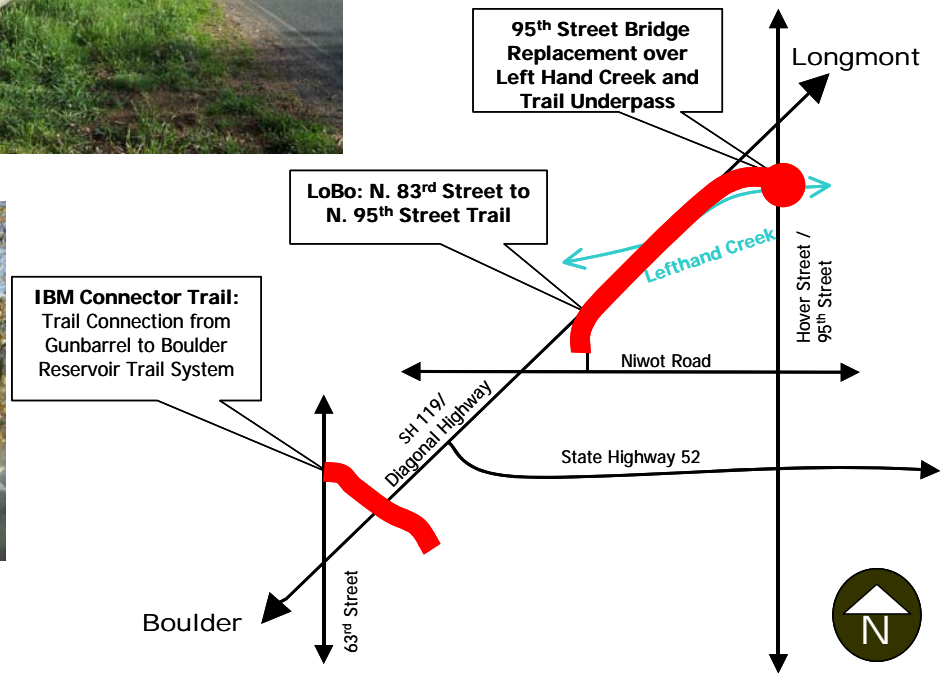 95th Street Bridge
Replacement over
Left Hand Creek and
Trail Underpass
Longmont
LoBo: N. 83rd Street to
N. 95th Street Trail
Lefthand Creek
Hover Street /
95th Street
IBM Connector Trail:
Trail Connection from
Gunbarrel to Boulder
Reservoir Trail System
Niwot Road
SH 119/
Diagonal Highway
State Highway 52
63rd Street
Boulder
N